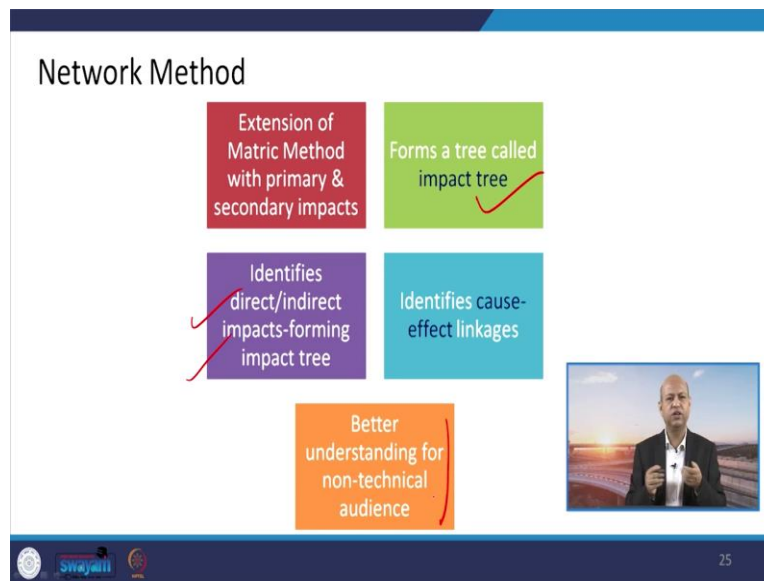 Network Method
Extension of
Matric Method
with primary &
secondary impacts
Forms a tree called
impact tree
Identifies
direct/indirect
impacts-forming
impact tree
Identifies cause-
effect linkages
Better
understanding for
non-technical
audience
swayam
25